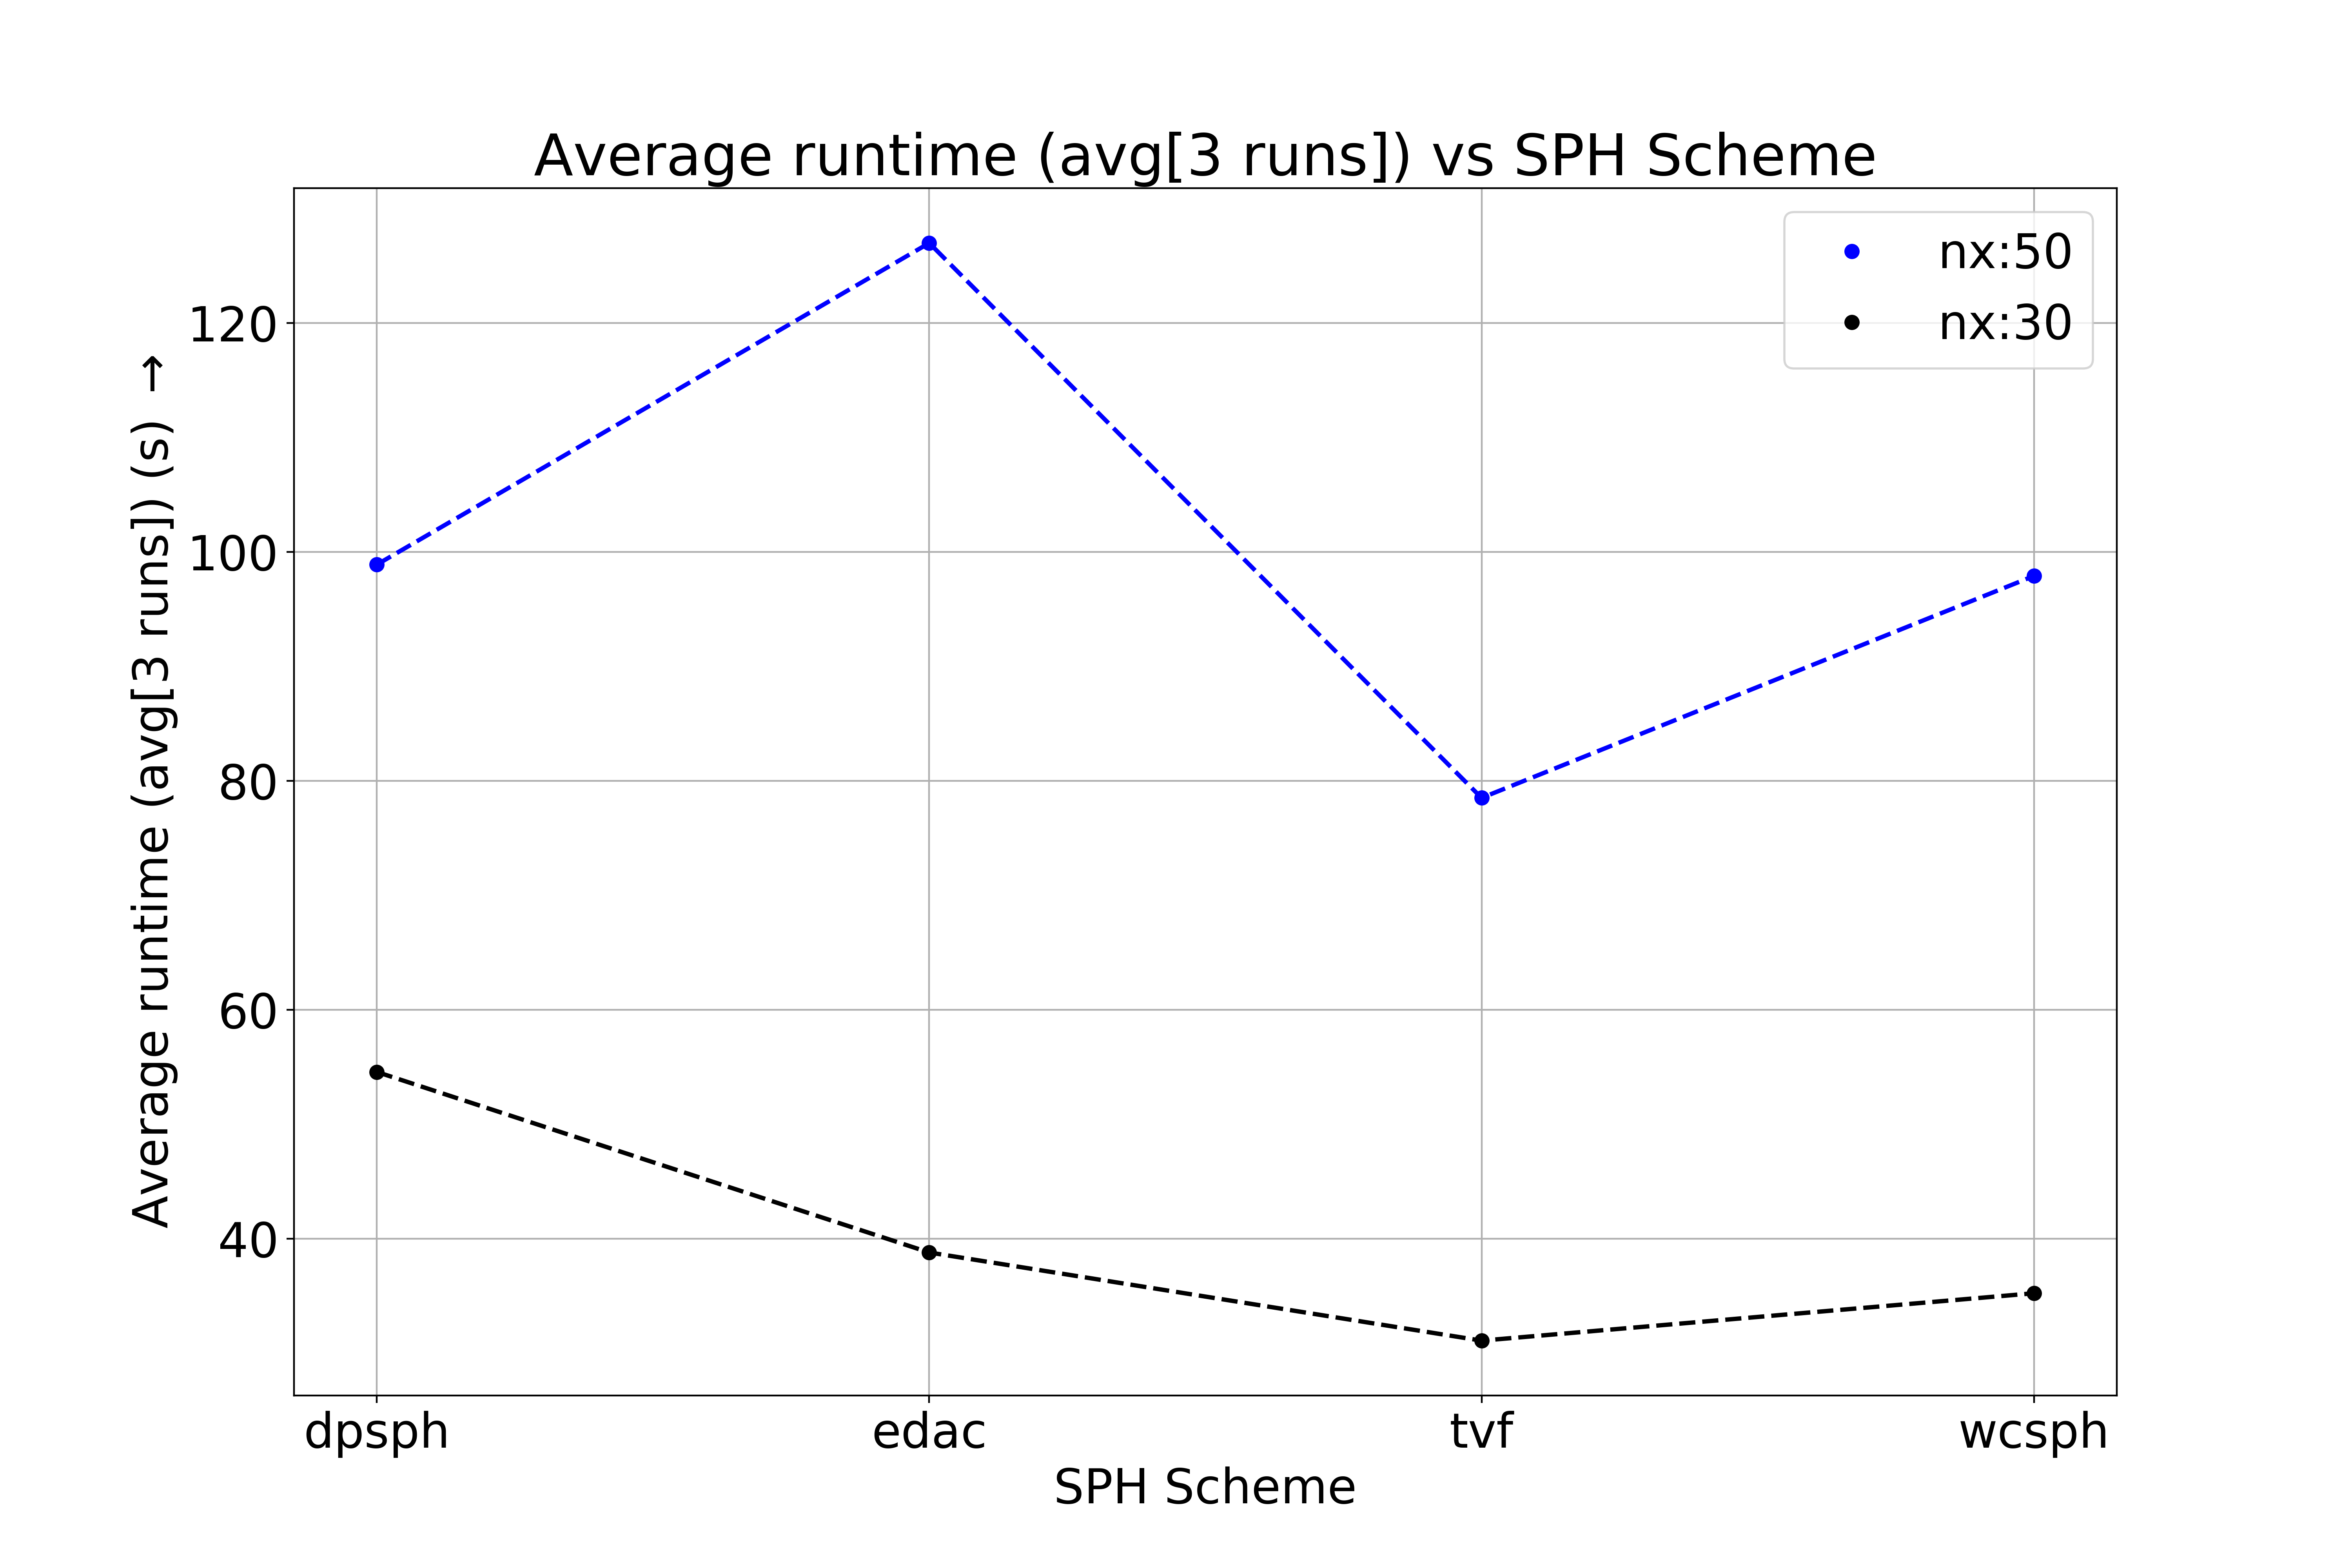 Average runtime (avg[3 runs]) vs SPH Scheme
nx:50
nx:30
Average runtime (avg[3 runs]) (s) →
120
100
80
60
40
dpsph edac tvf wcsph
SPH Scheme